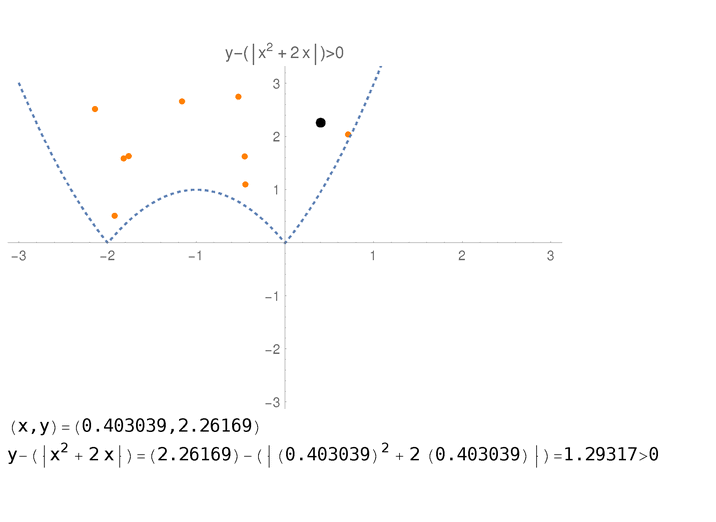 y−(|x² + 2 x|)>0
3
2
1
−3 −2 −1 1 2 3
−1
−2
−3
(x,y)=(0.403039,2.26169)
y−(|x² + 2 x|)=(2.26169)−(|(0.403039)² + 2 (0.403039)|)=1.29317>0